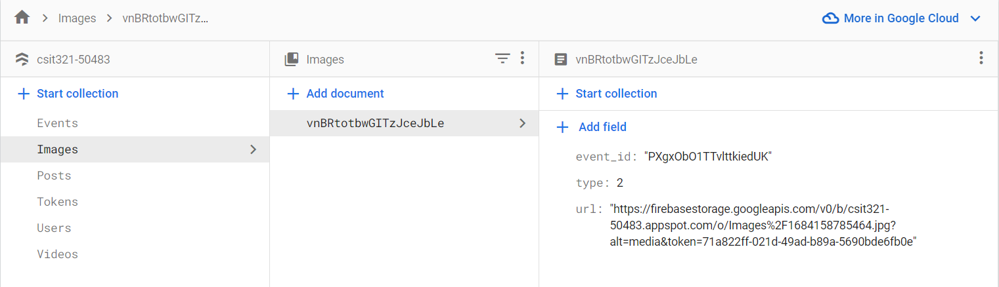 Images
vnBRtotbwGITz...
More in Google Cloud
csit321-50483
Images
vnBRtotbwGITzJceJbLe
Start collection
Add document
Start collection
Events
vnBRtotbwGITzJceJbLe
Add field
Images
event_id: "PXgxObO1TTvlttkiedUK"
Posts
type: 2
Tokens
url: "https://firebasestorage.googleapis.com/v0/b/csit321-
Users
50483.appspot.com/o/Images%2F1684158785464.jpg?
alt=media&token=71a822ff-021d-49ad-b89a-5690bde6fb0e"
Videos